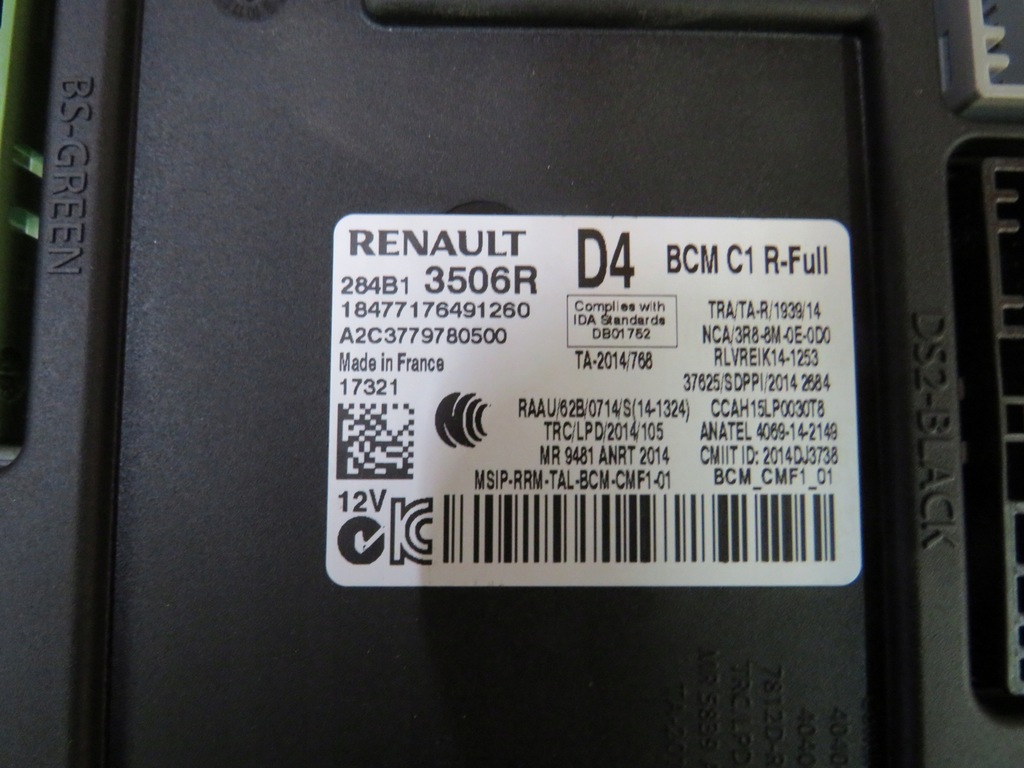 BS-GREEN
RENAULT
284B1 3506R
18477176491260
A2C3779780500
Made in France
17321
12V
D4
BCM C1 R-Full
Complies with
IDA Standards
DB01752
TA-2014/768
TRA/TA-R/1939/14
NCA/3R8-8M-0E-0D0
RLVREIK14-1253
37625/SDPPI/2014 2684
RAAU/62B/0714/S(14-1324)
CCAH15LP0030T8
TRC/LPD/2014/105
ANATEL 4069-14-2149
MR 9481 ANRT 2014
CMIIT ID: 2014DJ3738
MSIP-RRM-TAL-BCM-CMF1-01
BCM_CMF1_01
DS2-BLACK